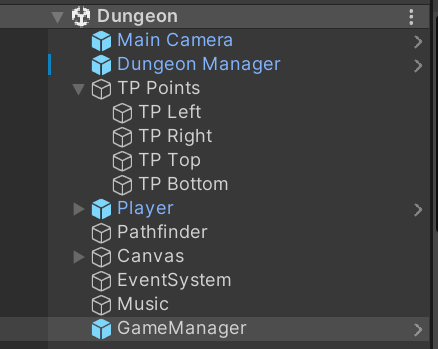 Dungeon
Main Camera
Dungeon Manager
TP Points
TP Left
TP Right
TP Top
TP Bottom
Player
Pathfinder
Canvas
EventSystem
Music
GameManager